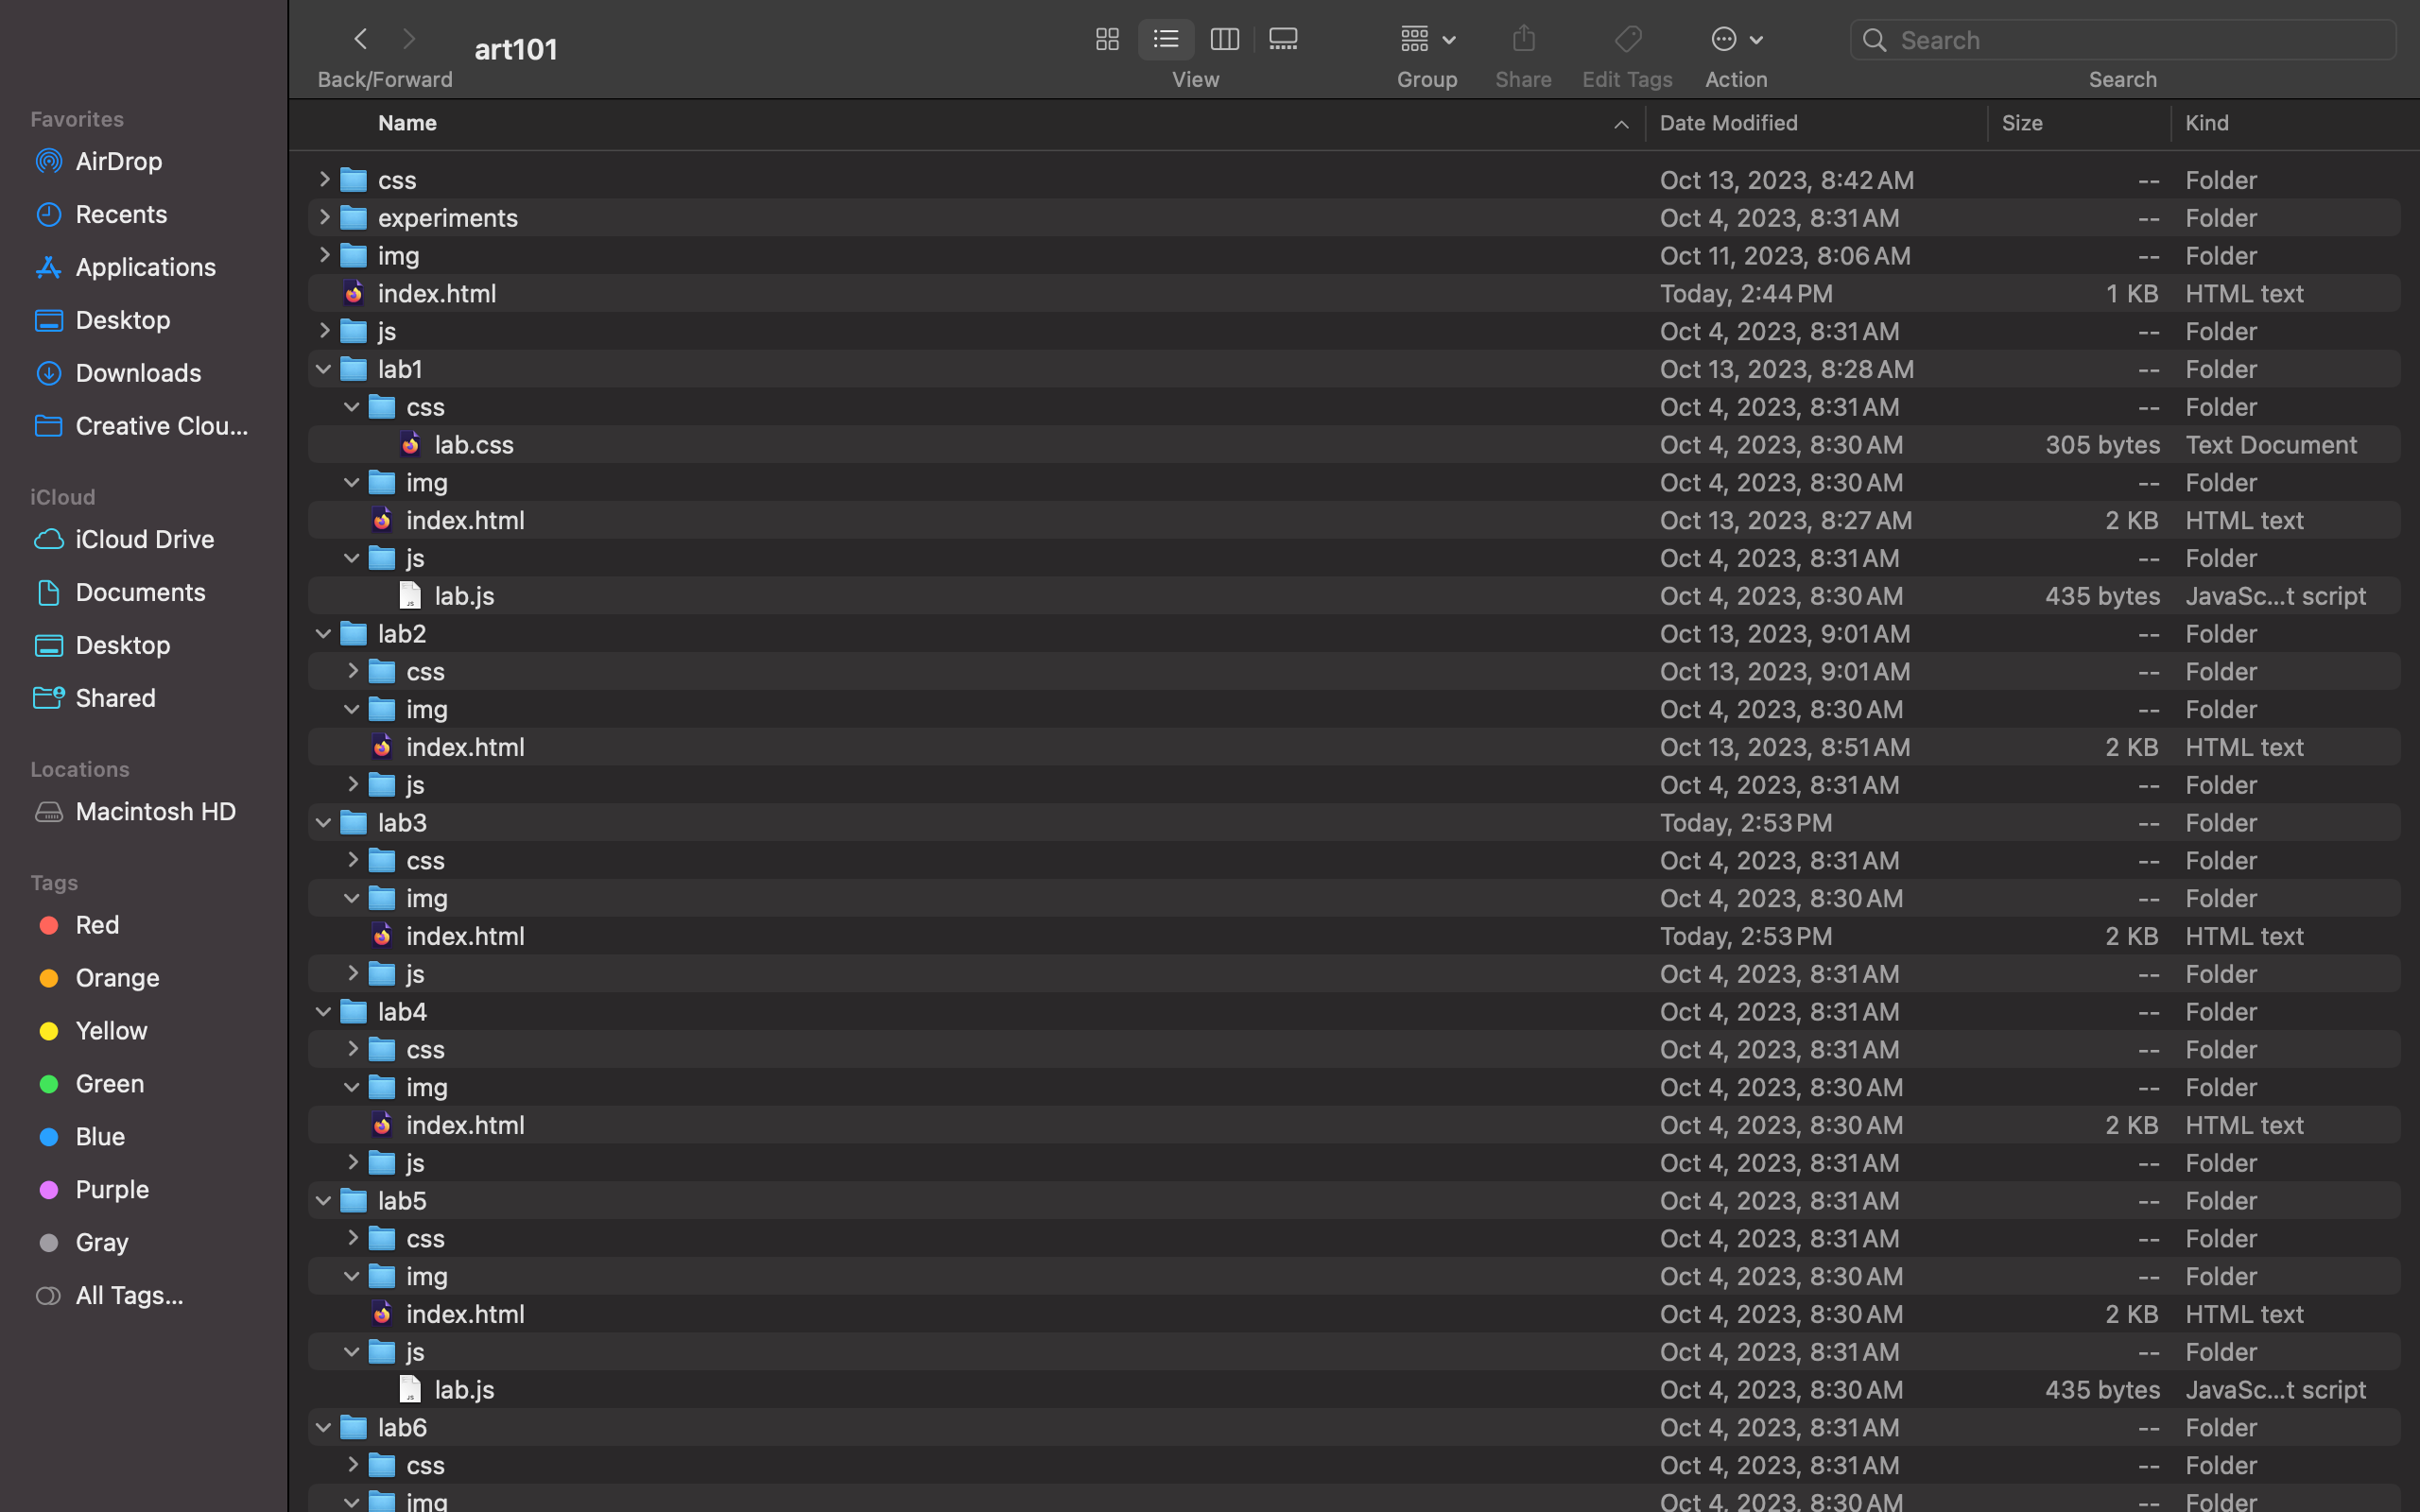 art101
Back/Forward
View
Group
Share
Edit Tags
Action
Search
Search
Favorites
AirDrop
Recents
Applications
Desktop
Downloads
Creative Clou...
iCloud
iCloud Drive
Documents
Desktop
Shared
Locations
Macintosh HD
Tags
Red
Orange
Yellow
Green
Blue
Purple
Gray
All Tags...
Name Date Modified Size Kind
css Oct 13, 2023, 8:42 AM -- Folder
experiments Oct 4, 2023, 8:31 AM -- Folder
img Oct 11, 2023, 8:06 AM -- Folder
index.html Today, 2:44 PM 1 KB HTML text
js Oct 4, 2023, 8:31 AM -- Folder
lab1 Oct 13, 2023, 8:28 AM -- Folder
css Oct 4, 2023, 8:31 AM -- Folder
lab.css Oct 4, 2023, 8:30 AM 305 bytes Text Document
img Oct 4, 2023, 8:30 AM -- Folder
index.html Oct 13, 2023, 8:27 AM 2 KB HTML text
js Oct 4, 2023, 8:31 AM -- Folder
lab.js Oct 4, 2023, 8:30 AM 435 bytes JavaSc...t script
lab2 Oct 13, 2023, 9:01 AM -- Folder
css Oct 13, 2023, 9:01 AM -- Folder
img Oct 4, 2023, 8:30 AM -- Folder
index.html Oct 13, 2023, 8:51 AM 2 KB HTML text
js Oct 4, 2023, 8:31 AM -- Folder
lab3 Today, 2:53 PM -- Folder
css Oct 4, 2023, 8:31 AM -- Folder
img Oct 4, 2023, 8:30 AM -- Folder
index.html Today, 2:53 PM 2 KB HTML text
js Oct 4, 2023, 8:31 AM -- Folder
lab4 Oct 4, 2023, 8:31 AM -- Folder
css Oct 4, 2023, 8:31 AM -- Folder
img Oct 4, 2023, 8:30 AM -- Folder
index.html Oct 4, 2023, 8:30 AM 2 KB HTML text
js Oct 4, 2023, 8:31 AM -- Folder
lab5 Oct 4, 2023, 8:31 AM -- Folder
css Oct 4, 2023, 8:31 AM -- Folder
img Oct 4, 2023, 8:30 AM -- Folder
index.html Oct 4, 2023, 8:30 AM 2 KB HTML text
js Oct 4, 2023, 8:31 AM -- Folder
lab.js Oct 4, 2023, 8:30 AM 435 bytes JavaSc...t script
lab6 Oct 4, 2023, 8:31 AM -- Folder
css Oct 4, 2023, 8:31 AM -- Folder
img Oct 4, 2023, 8:30 AM -- Folder